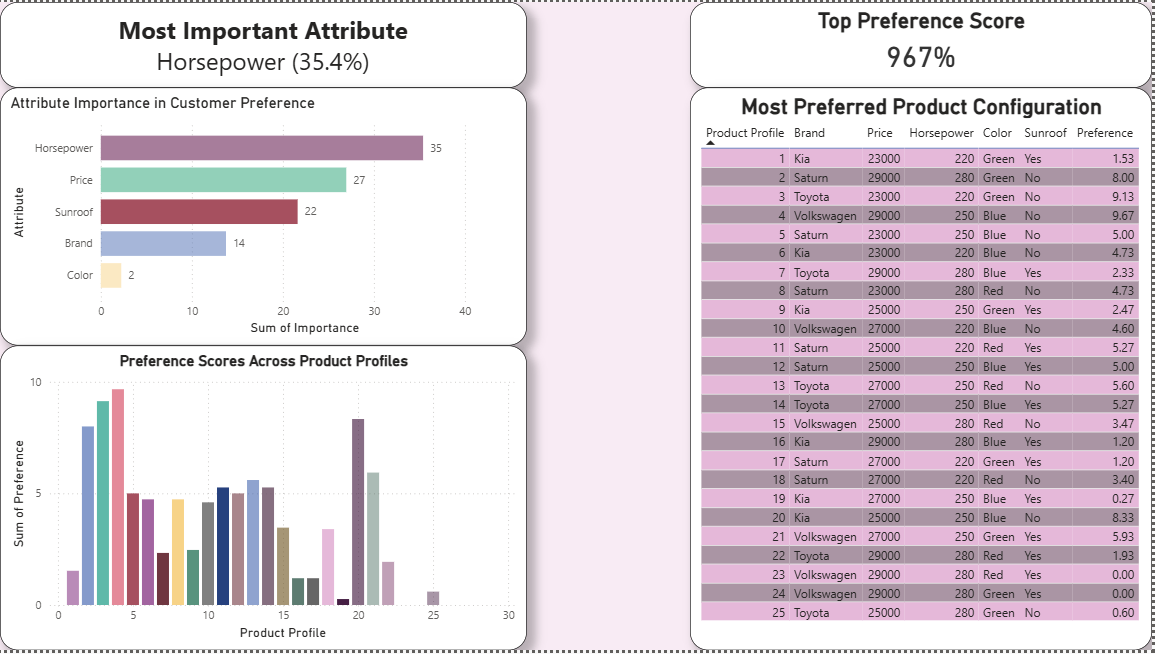 Most Important Attribute
Horsepower (35.4%)
Attribute Importance in Customer Preference
Attribute
Horsepower 35
Price 27
Sunroof 22
Brand 14
Color 2
0 10 20 30 40
Sum of Importance
Preference Scores Across Product Profiles
Sum of Preference
10
5
0
0 5 10 15 20 25 30
Product Profile
Top Preference Score
967%
Most Preferred Product Configuration
Product Profile Brand Price Horsepower Color Sunroof Preference
1 Kia 23000 220 Green Yes 1.53
2 Saturn 29000 280 Green No 8.00
3 Toyota 23000 220 Green No 9.13
4 Volkswagen 29000 250 Blue No 9.67
5 Saturn 23000 250 Blue No 5.00
6 Kia 23000 220 Blue No 4.73
7 Toyota 29000 280 Blue Yes 2.33
8 Saturn 23000 280 Red No 4.73
9 Kia 25000 250 Green Yes 2.47
10 Volkswagen 27000 220 Blue No 4.60
11 Saturn 25000 220 Red Yes 5.27
12 Saturn 25000 250 Blue Yes 5.00
13 Toyota 27000 250 Red No 5.60
14 Toyota 27000 250 Blue Yes 5.27
15 Volkswagen 25000 280 Red No 3.47
16 Kia 29000 280 Blue Yes 1.20
17 Saturn 27000 220 Green Yes 1.20
18 Saturn 27000 220 Red No 3.40
19 Kia 27000 250 Blue Yes 0.27
20 Kia 25000 250 Blue No 8.33
21 Volkswagen 27000 250 Green Yes 5.93
22 Toyota 29000 280 Red Yes 1.93
23 Volkswagen 29000 280 Red Yes 0.00
24 Volkswagen 29000 280 Green Yes 0.00
25 Toyota 25000 280 Green No 0.60